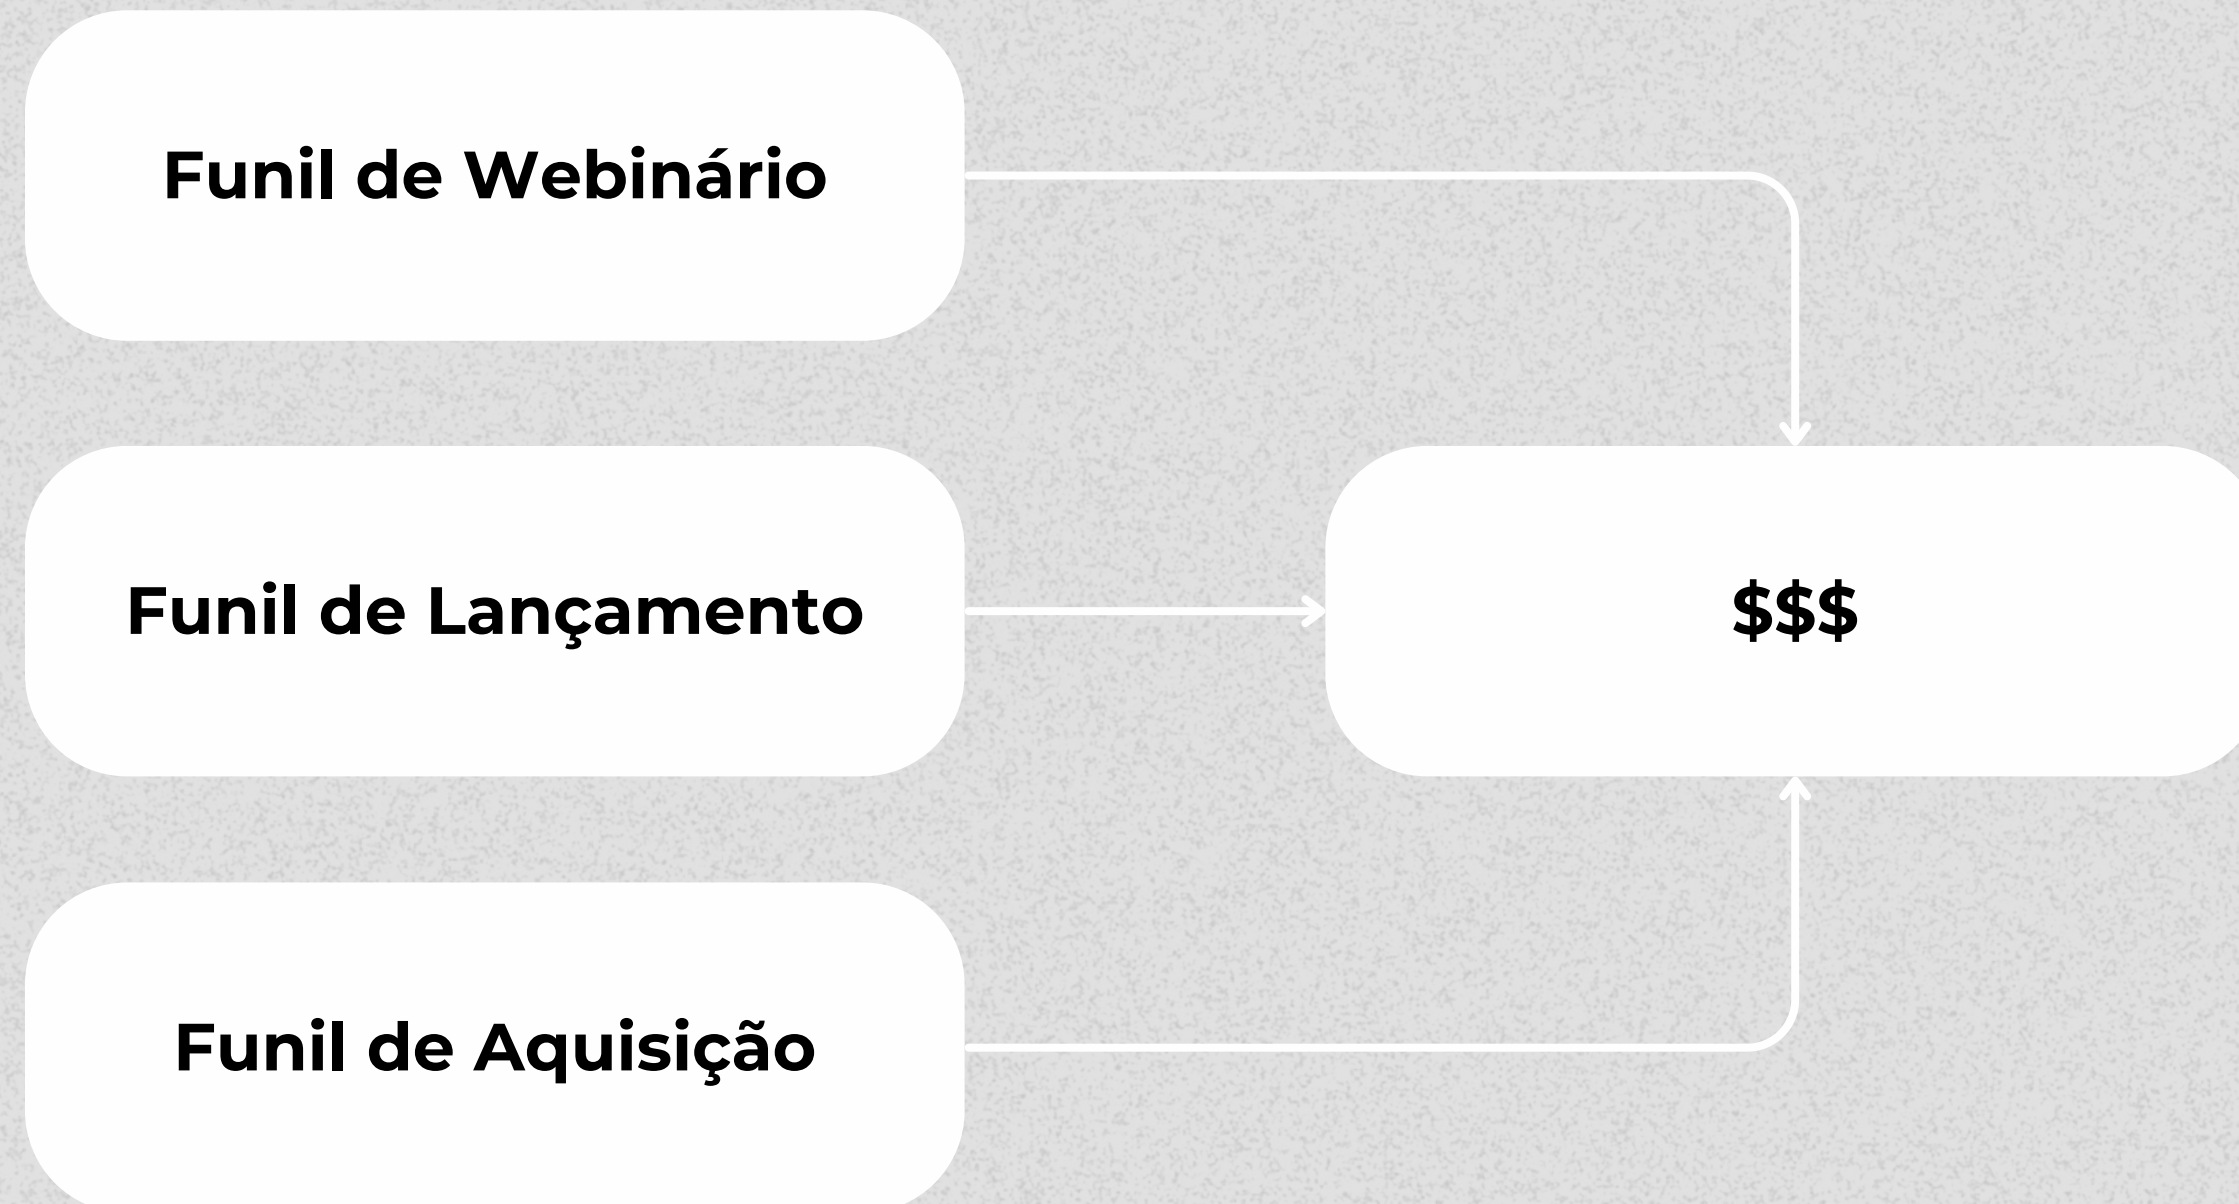 Funil de Webinário
Funil de Lançamento
$$$
Funil de Aquisição